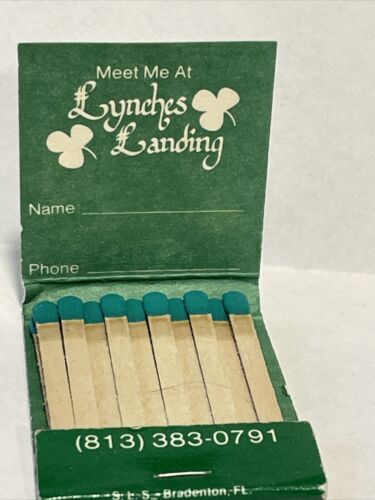 Meet Me At
Lynches
Landing
Name
Phone
(813) 383-0791
S. L. S. - Bradenton, FL.